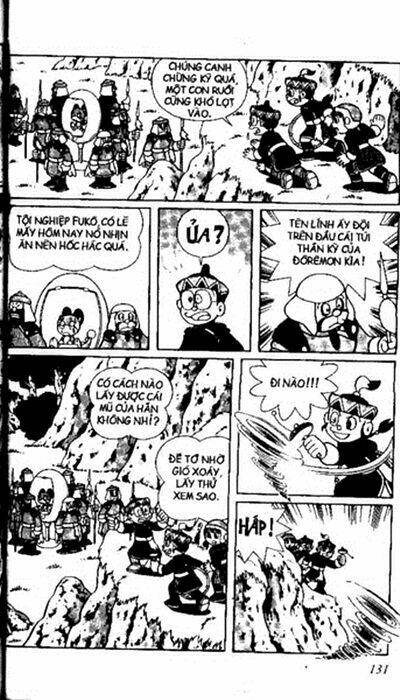 CHÚNG CANH
CHỪNG KỸ QUÁ,
MỘT CON RUỒI
CŨNG KHÓ LỌT
VÀO.
TỘI NGHIỆP FUKÔ, CÓ LẼ
MẤY HÔM NAY NÓ NHỊN
ĂN NÊN HỐC HÁC QUÁ.
ỦA?
TÊN LÍNH ẤY ĐỘI
TRÊN ĐẦU CÁI TÚI
THẦN KỲ CỦA
ĐÔRÊMON KÌA!
CÓ CÁCH NÀO
LẤY ĐƯỢC CÁI
MŨ CỦA HẮN
KHÔNG NHỈ?
ĐỂ TỚ NHỜ
GIÓ XOÁY,
LẤY THỬ
XEM SAO.
ĐI NÀO!!!
HẤP!
131